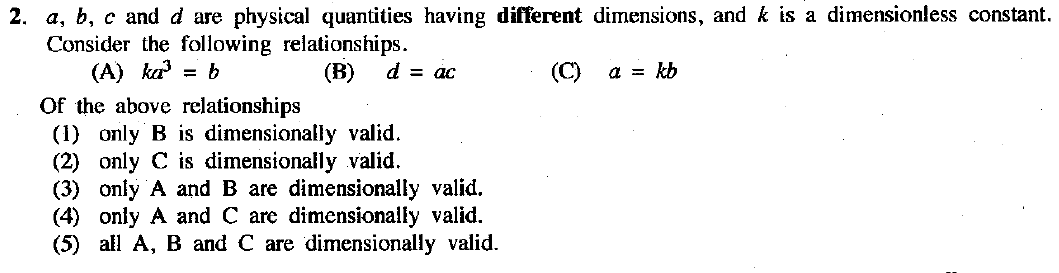 2. a, b, c and d are physical quantities having different dimensions, and k is a dimensionless constant.
Consider the following relationships.
(A) ka³ = b (B) d = ac (C) a = kb
Of the above relationships
(1) only B is dimensionally valid.
(2) only C is dimensionally valid.
(3) only A and B are dimensionally valid.
(4) only A and C are dimensionally valid.
(5) all A, B and C are dimensionally valid.